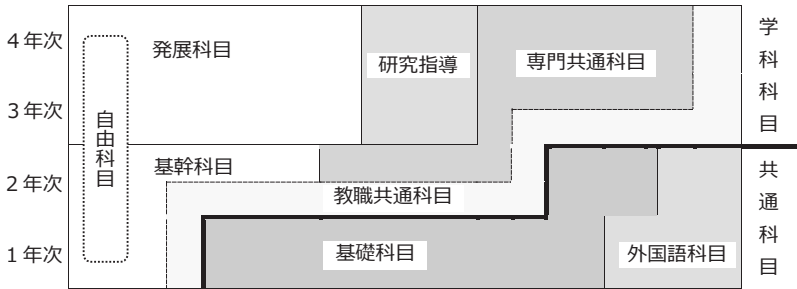 4年次
3年次
2年次
1年次
自由科目
発展科目
研究指導
専門共通科目
基幹科目
教職共通科目
基礎科目
外国語科目
学科科目
共通科目